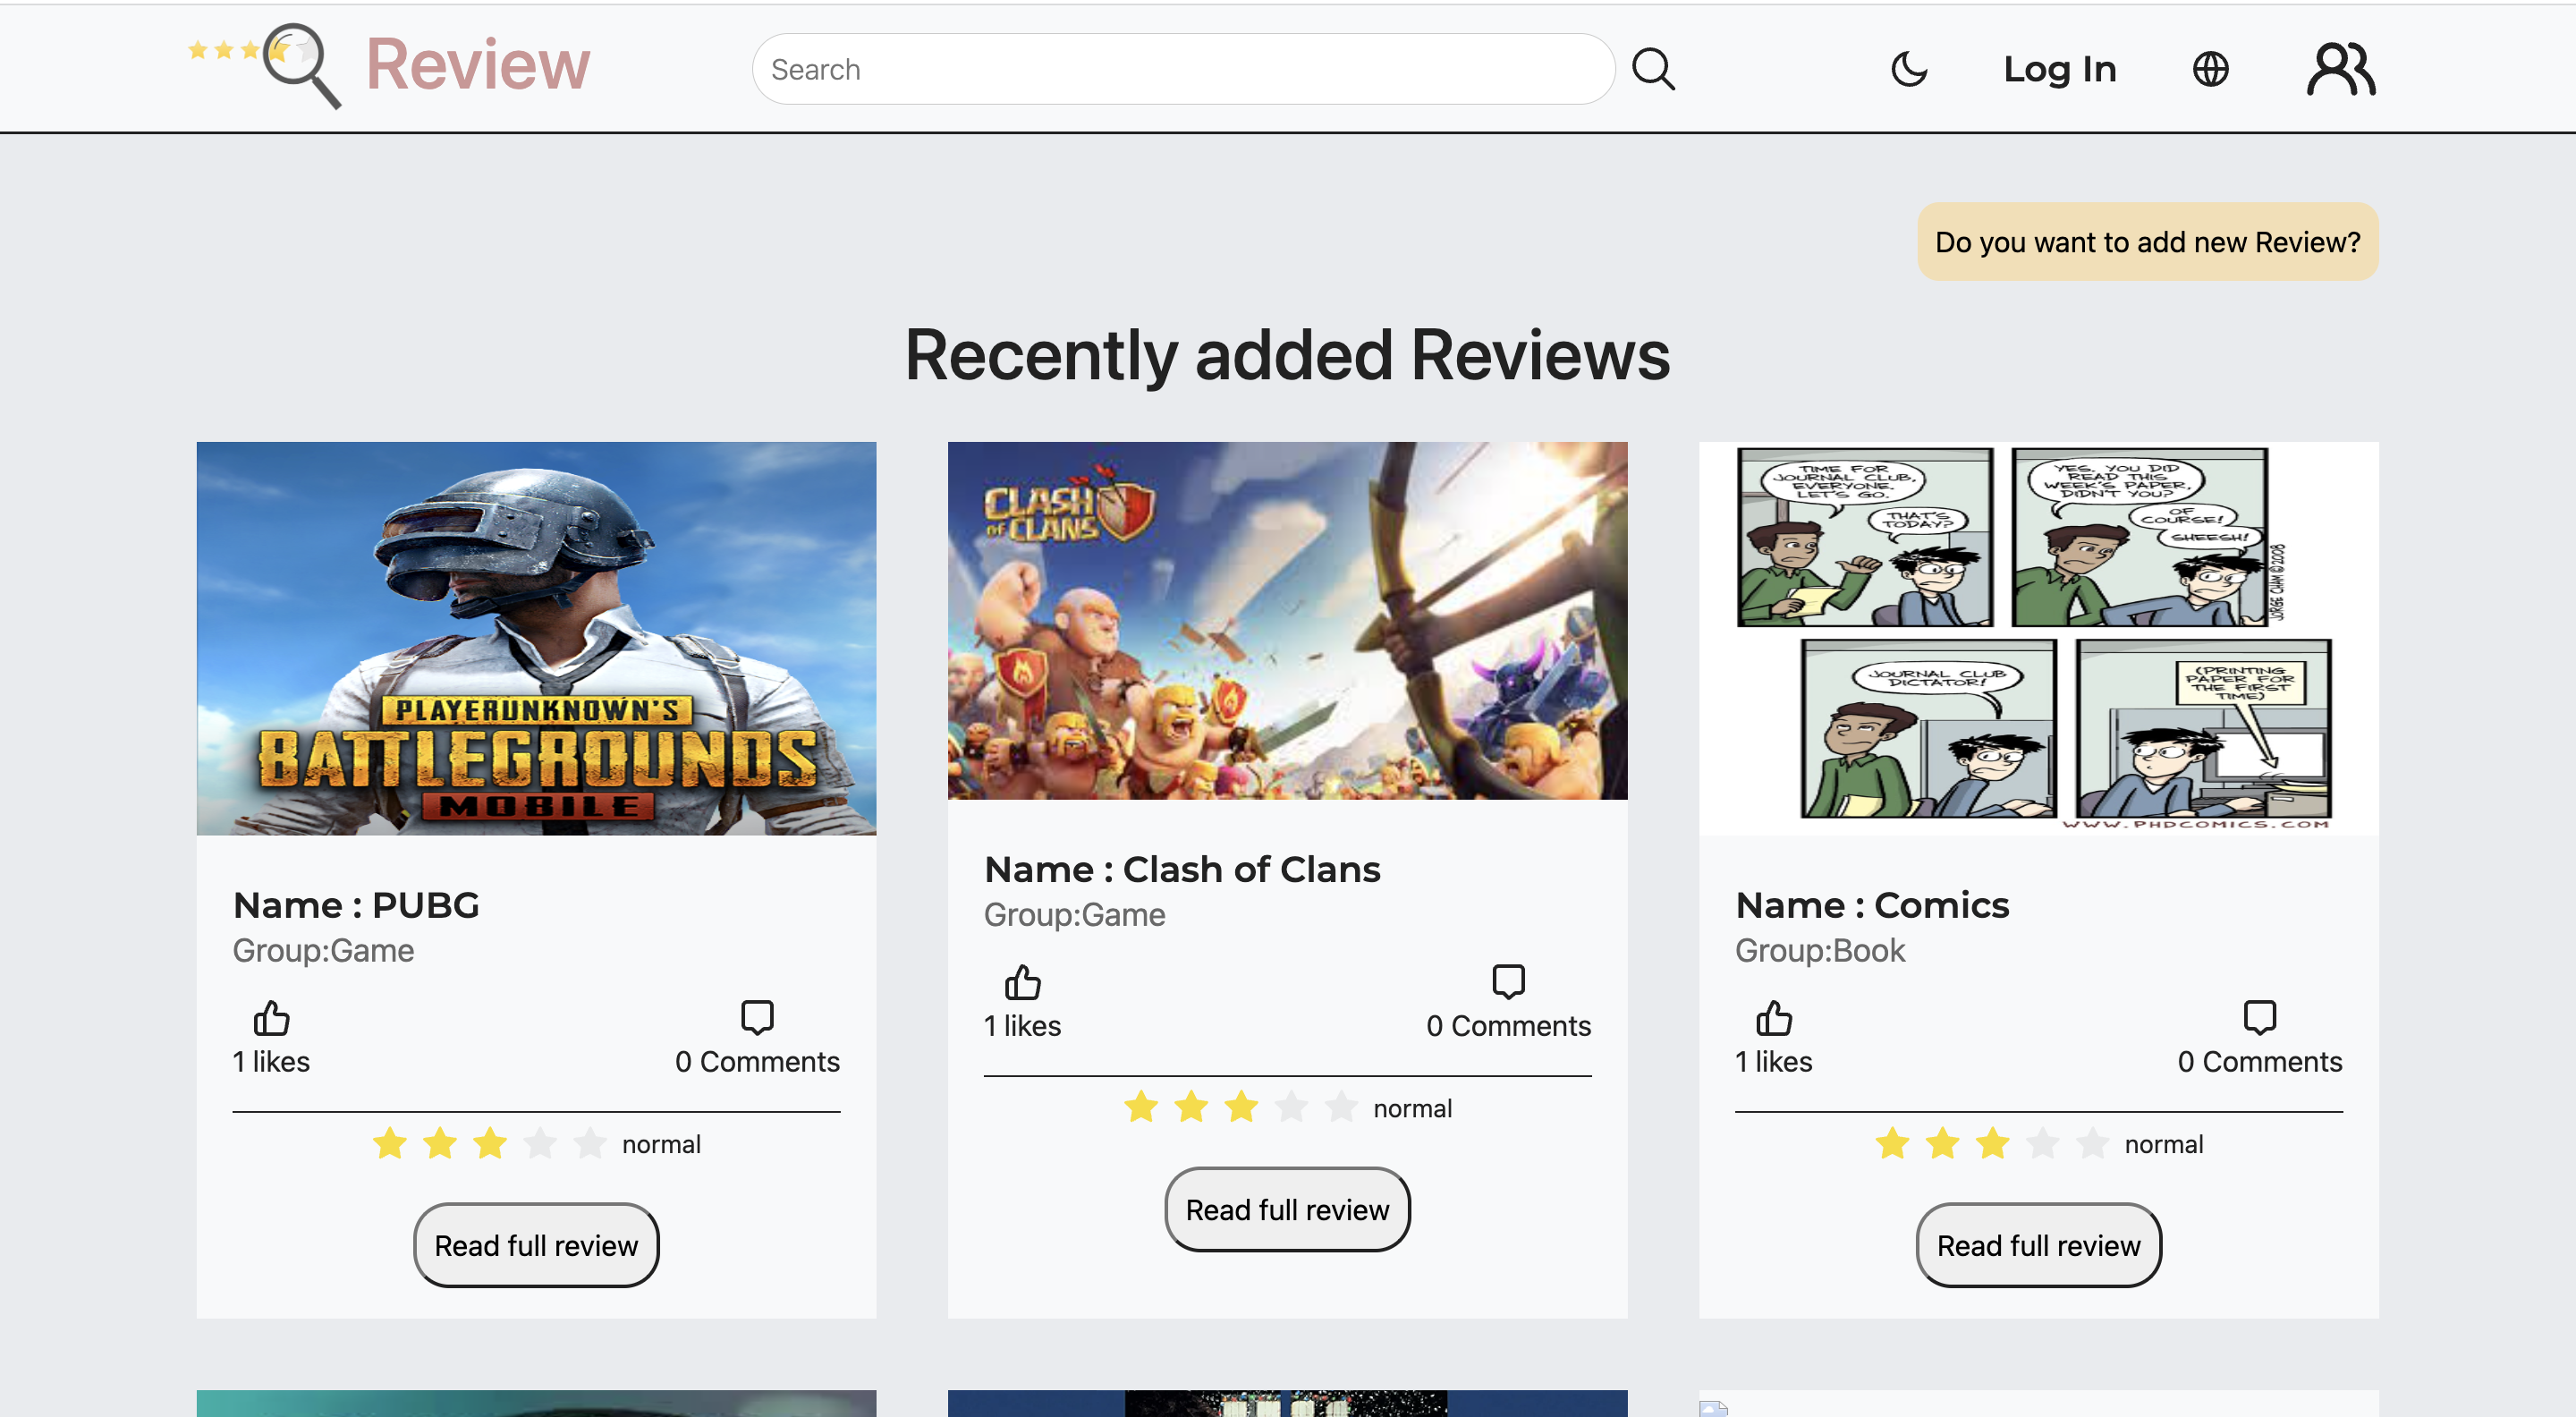 Review
Search
Log In
Do you want to add new Review?
Recently added Reviews
PLAYERUNKNOWN'S
BATTLEGROUNDS
MOBILE
Name : PUBG
Group:Game
1 likes
0 Comments
normal
Read full review
CLASH
OF CLANS
Name : Clash of Clans
Group:Game
1 likes
0 Comments
normal
Read full review
TIME FOR
JOURNAL CLUB,
EVERYONE.
LET'S GO.
THAT'S
TODAY?
YES. YOU DID
READ THIS
WEEK'S PAPER,
DIDN'T YOU?
OF
COURSE!
SHEESH!
JORGE CHAM © 2008
JOURNAL CLUB
DICTATOR!
(PRINTING
PAPER FOR
THE FIRST
TIME)
WWW.PHDCOMICS.COM
Name : Comics
Group:Book
1 likes
0 Comments
normal
Read full review